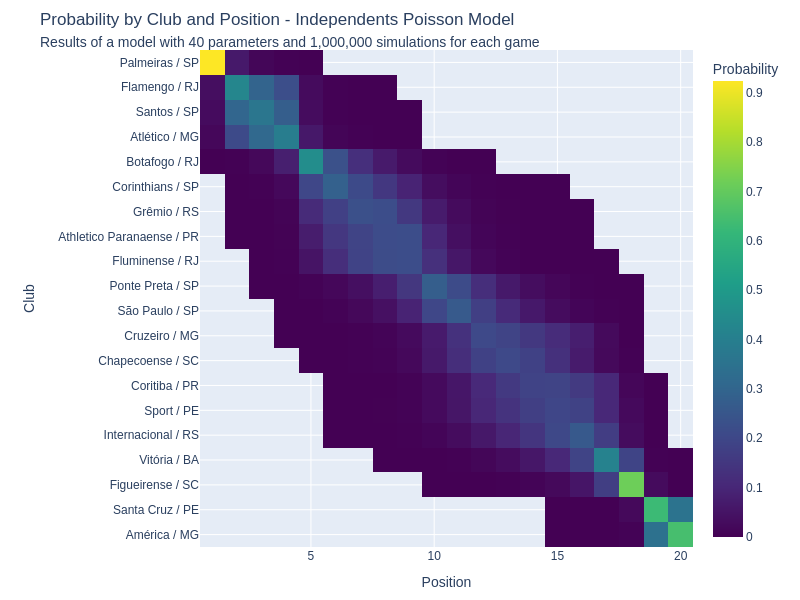 Probability by Club and Position - Independents Poisson Model
Results of a model with 40 parameters and 1,000,000 simulations for each game
Probability
Palmeiras / SP
Flamengo / RJ
Santos / SP
Atlético / MG
Botafogo / RJ
Corinthians / SP
Grêmio / RS
Athletico Paranaense / PR
Fluminense / RJ
Ponte Preta / SP
São Paulo / SP
Cruzeiro / MG
Chapecoense / SC
Coritiba / PR
Sport / PE
Internacional / RS
Vitória / BA
Figueirense / SC
Santa Cruz / PE
América / MG
Club
5
10
15
20
Position
0.9
0.8
0.7
0.6
0.5
0.4
0.3
0.2
0.1
0